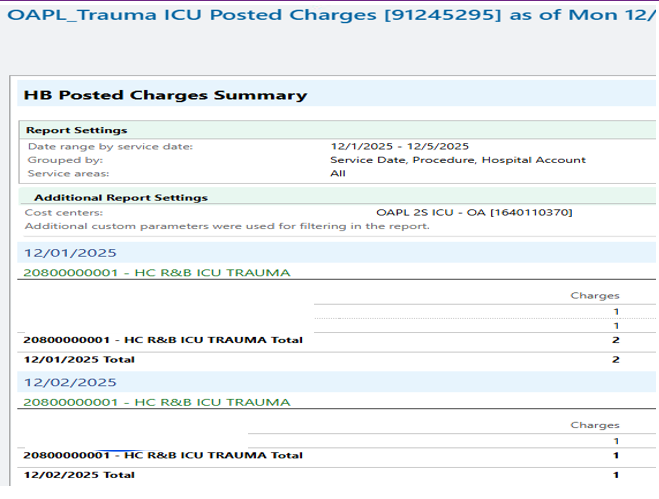 OAPL_Trauma ICU Posted Charges [91245295] as of Mon 12/
HB Posted Charges Summary
Report Settings
Date range by service date: 12/1/2025 - 12/5/2025
Grouped by: Service Date, Procedure, Hospital Account
Service areas: All
Additional Report Settings
Cost centers: OAPL 2S ICU - OA [1640110370]
Additional custom parameters were used for filtering in the report.
12/01/2025
20800000001 - HC R&B ICU TRAUMA
Charges
1
1
20800000001 - HC R&B ICU TRAUMA Total 2
12/01/2025 Total 2
12/02/2025
20800000001 - HC R&B ICU TRAUMA
Charges
1
20800000001 - HC R&B ICU TRAUMA Total 1
12/02/2025 Total 1